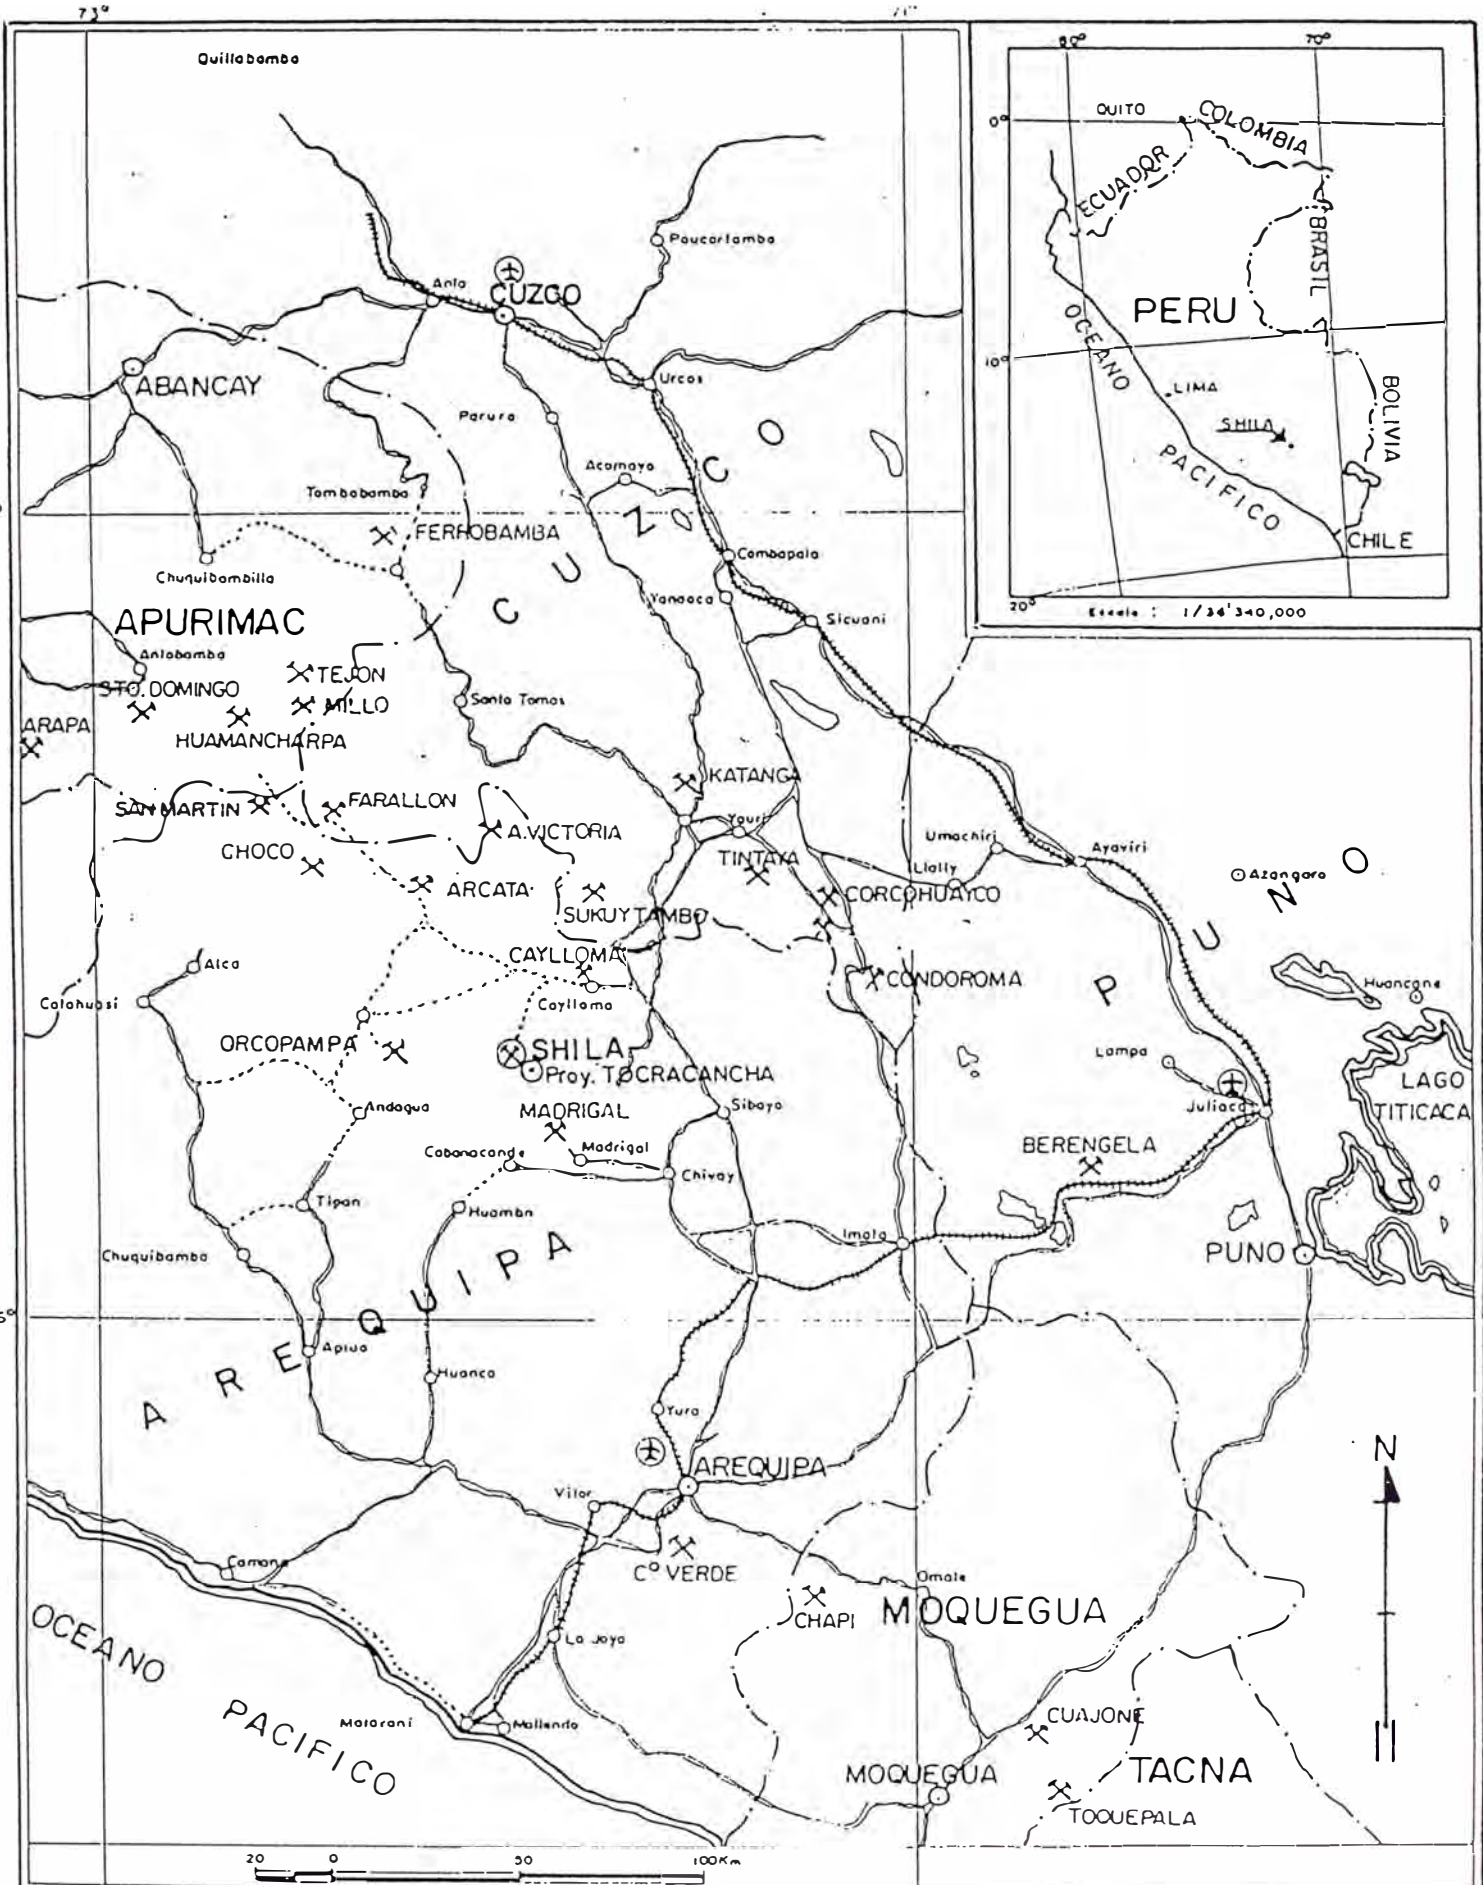 73°
71°
Quillabamba
Paucartambo
Anta
CUZCO
ABANCAY
Urcos
Paruro
Acomayo
Tambobamba
FERROBAMBA
Combapata
Chuquibambilla
Yanaoca
Sicuani
C U Z C O
APURIMAC
Antabamba
TEJON
STO. DOMINGO
MILLO
Santo Tomas
ARAPA
HUAMANCHARPA
KATANGA
SAN MARTIN
FARALLON
A.VICTORIA
Yauri
Umachiri
Ayaviri
CHOCO
TINTAYA
Llally
Azangaro
ARCATA
CORCOHUAYCO
SUKUYTAMBO
P U N O
CAYLLOMA
Alca
CONDOROMA
Cotahuasi
Caylloma
Huancane
ORCOPAMPA
SHILA
Lampa
Proy. TOCRACANCHA
LAGO
TITICACA
Andagua
MADRIGAL
Sibayo
Juliaca
Cabanaconde
Madrigal
BERENGELA
Chivay
Tipan
Huambo
Imata
Chuquibamba
PUNO
A R E Q U I P A
Aplao
Huanca
Yura
AREQUIPA
N
Vitor
Camana
C° VERDE
Omate
CHAPI
MOQUEGUA
OCEANO
PACIFICO
La Joya
Matarani
Mollendo
CUAJONE
MOQUEGUA
TACNA
TOQUEPALA
20 0 50 100Km
80°
70°
QUITO
0°
COLOMBIA
ECUADOR
BRASIL
PERU
OCEANO
PACIFICO
10°
LIMA
BOLIVIA
SHILA
CHILE
20°
Escala : 1/34'340,000